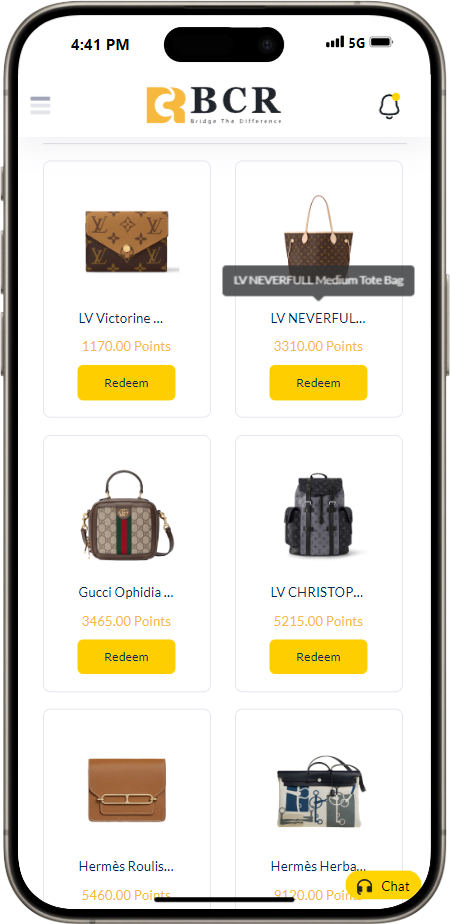 4:41 PM
5G
BCR
Bridge The Difference
LV NEVERFULL Medium Tote Bag
LV Victorine ...
LV NEVERFUL...
1170.00 Points
3310.00 Points
Redeem
Redeem
GUCCI
Gucci Ophidia ...
LV CHRISTOP...
3465.00 Points
5215.00 Points
Redeem
Redeem
Hermès Roulis...
Hermès Herba...
5460.00 Points
9120.00 Points
Chat